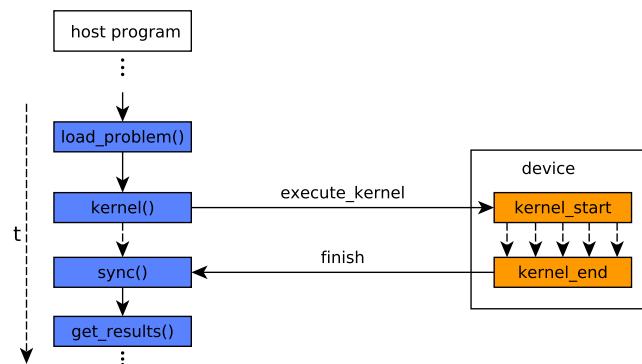 host program
load_problem()
device
execute_kernel
kernel()
kernel_start
t
finish
sync()
kernel_end
get_results()